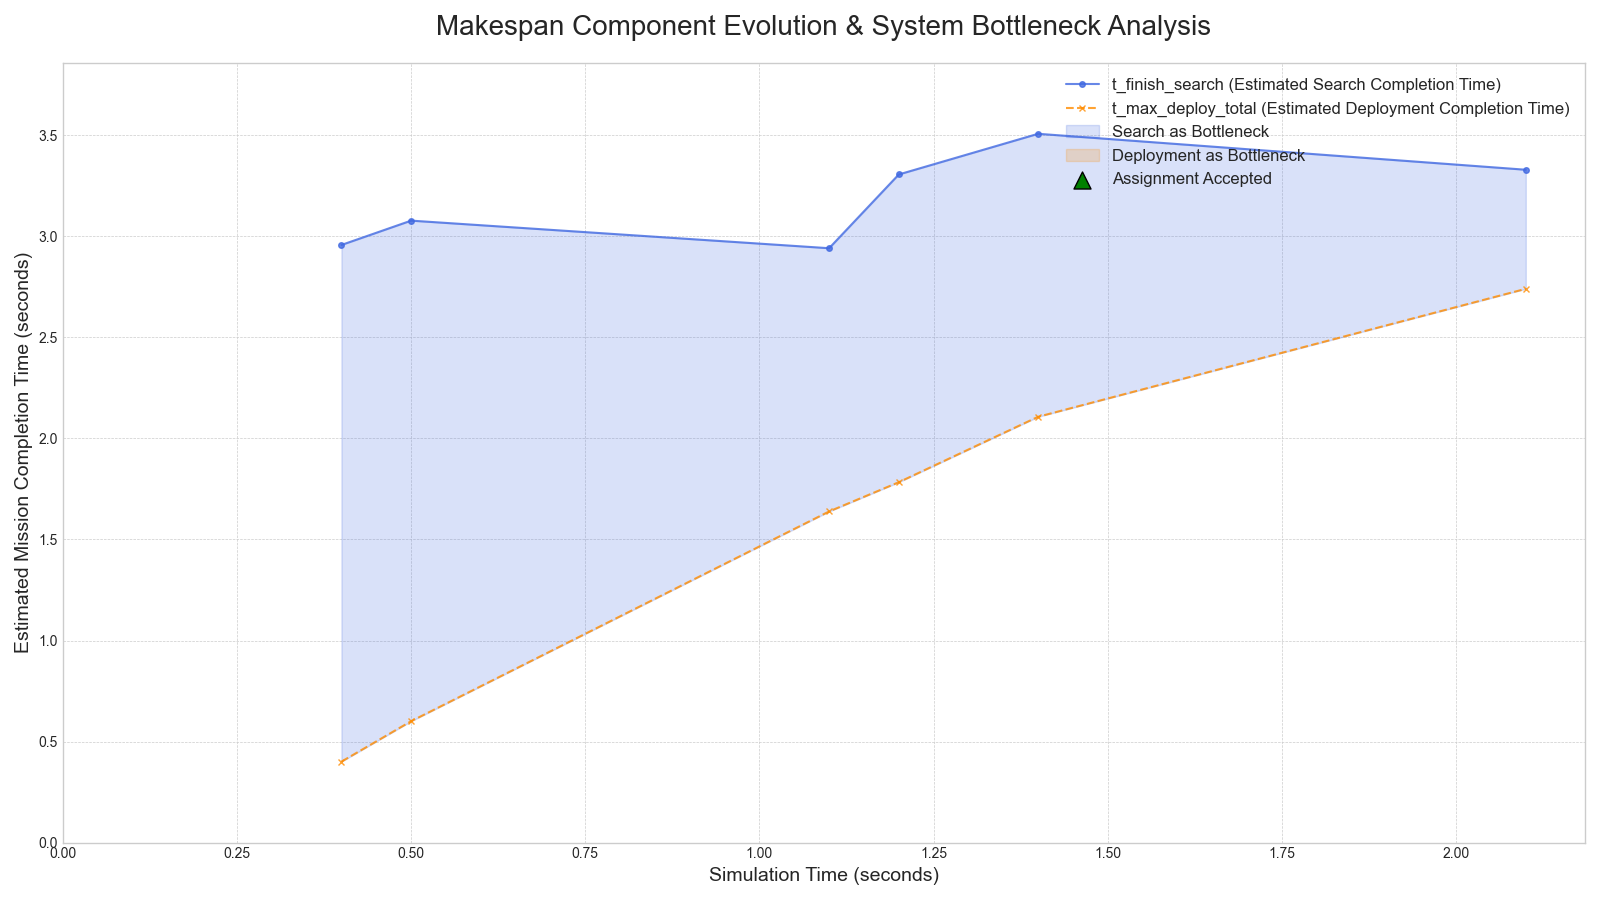 Makespan Component Evolution & System Bottleneck Analysis
t_finish_search (Estimated Search Completion Time)
t_max_deploy_total (Estimated Deployment Completion Time)
Search as Bottleneck
Deployment as Bottleneck
Assignment Accepted
Estimated Mission Completion Time (seconds)
3.5
3.0
2.5
2.0
1.5
1.0
0.5
0.0
0.00 0.25 0.50 0.75 1.00 1.25 1.50 1.75 2.00
Simulation Time (seconds)